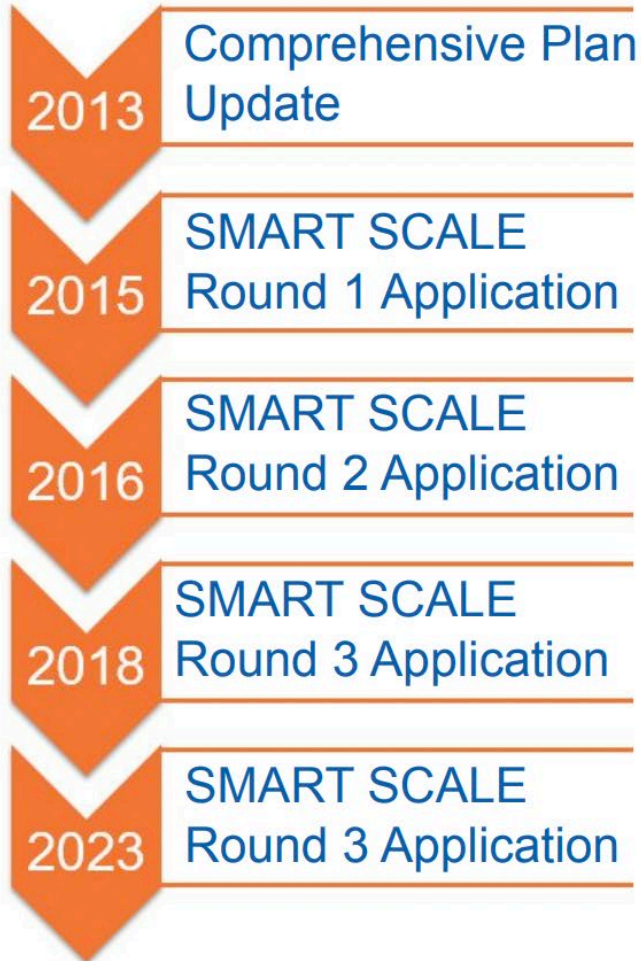 2013
Comprehensive Plan
Update
2015
SMART SCALE
Round 1 Application
2016
SMART SCALE
Round 2 Application
2018
SMART SCALE
Round 3 Application
2023
SMART SCALE
Round 3 Application